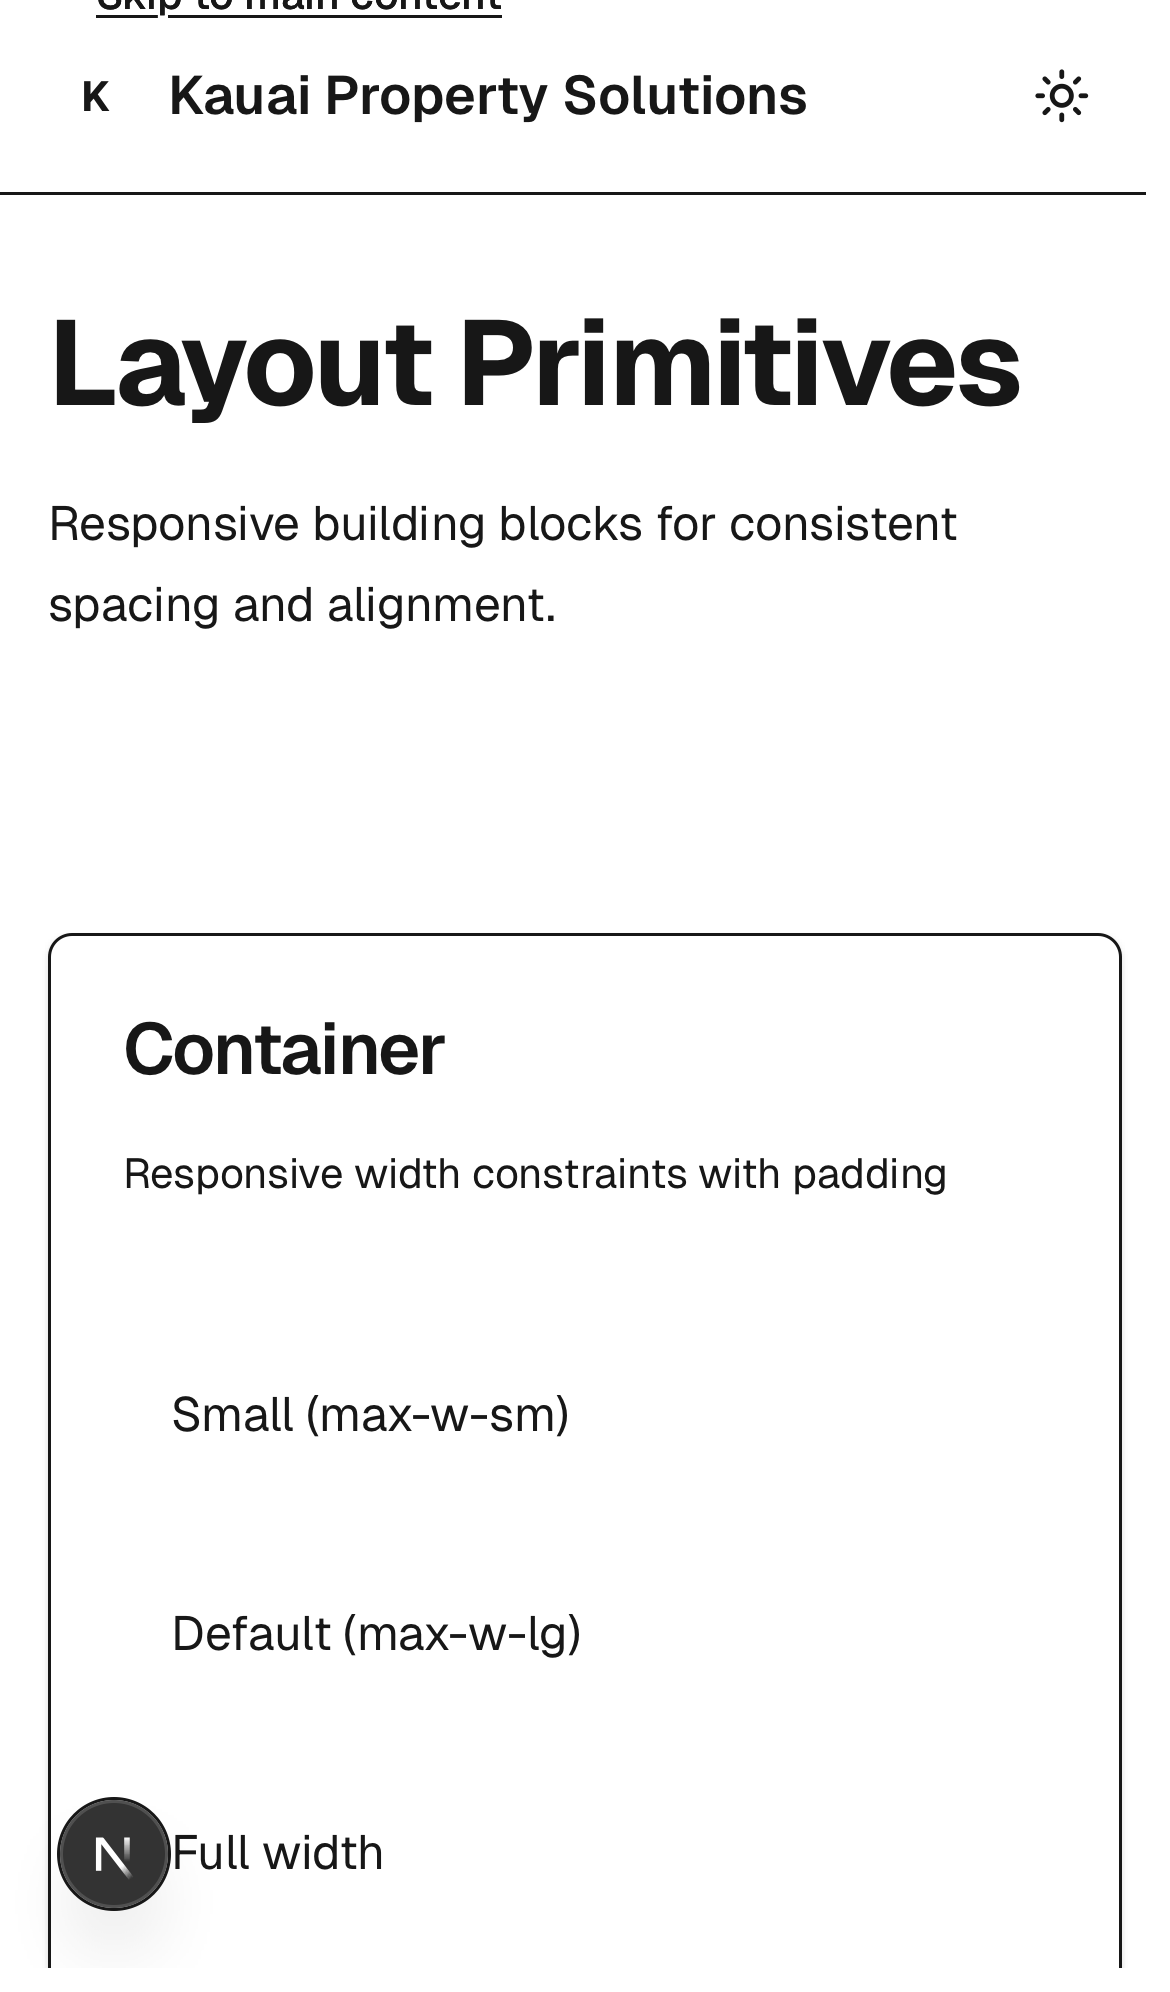 Skip to main content
K Kauai Property Solutions
Layout Primitives
Responsive building blocks for consistent
spacing and alignment.
Container
Responsive width constraints with padding
Small (max-w-sm)
Default (max-w-lg)
N Full width